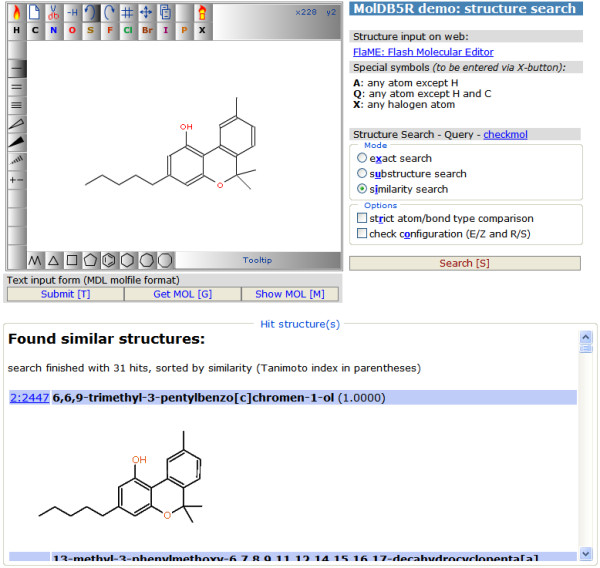 db -H x228 y2
H C N O S F Cl Br I P X
OH
O
Tooltip
Text input form (MDL molfile format)
Submit [T] Get MOL [G] Show MOL [M]
MolDB5R demo: structure search
Structure input on web:
FlaME: Flash Molecular Editor
Special symbols (to be entered via X-button):
A: any atom except H
Q: any atom except H and C
X: any halogen atom
Structure Search - Query - checkmol
Mode
exact search
substructure search
similarity search
Options
strict atom/bond type comparison
check configuration (E/Z and R/S)
Search [S]
Hit structure(s)
Found similar structures:
search finished with 31 hits, sorted by similarity (Tanimoto index in parentheses)
2:2447 6,6,9-trimethyl-3-pentylbenzo[c]chromen-1-ol (1.0000)
OH
O
13-methyl-3-phenylmethoxy-6,7,8,9,11,12,14,15,16,17-decahydrocyclopenta[a]